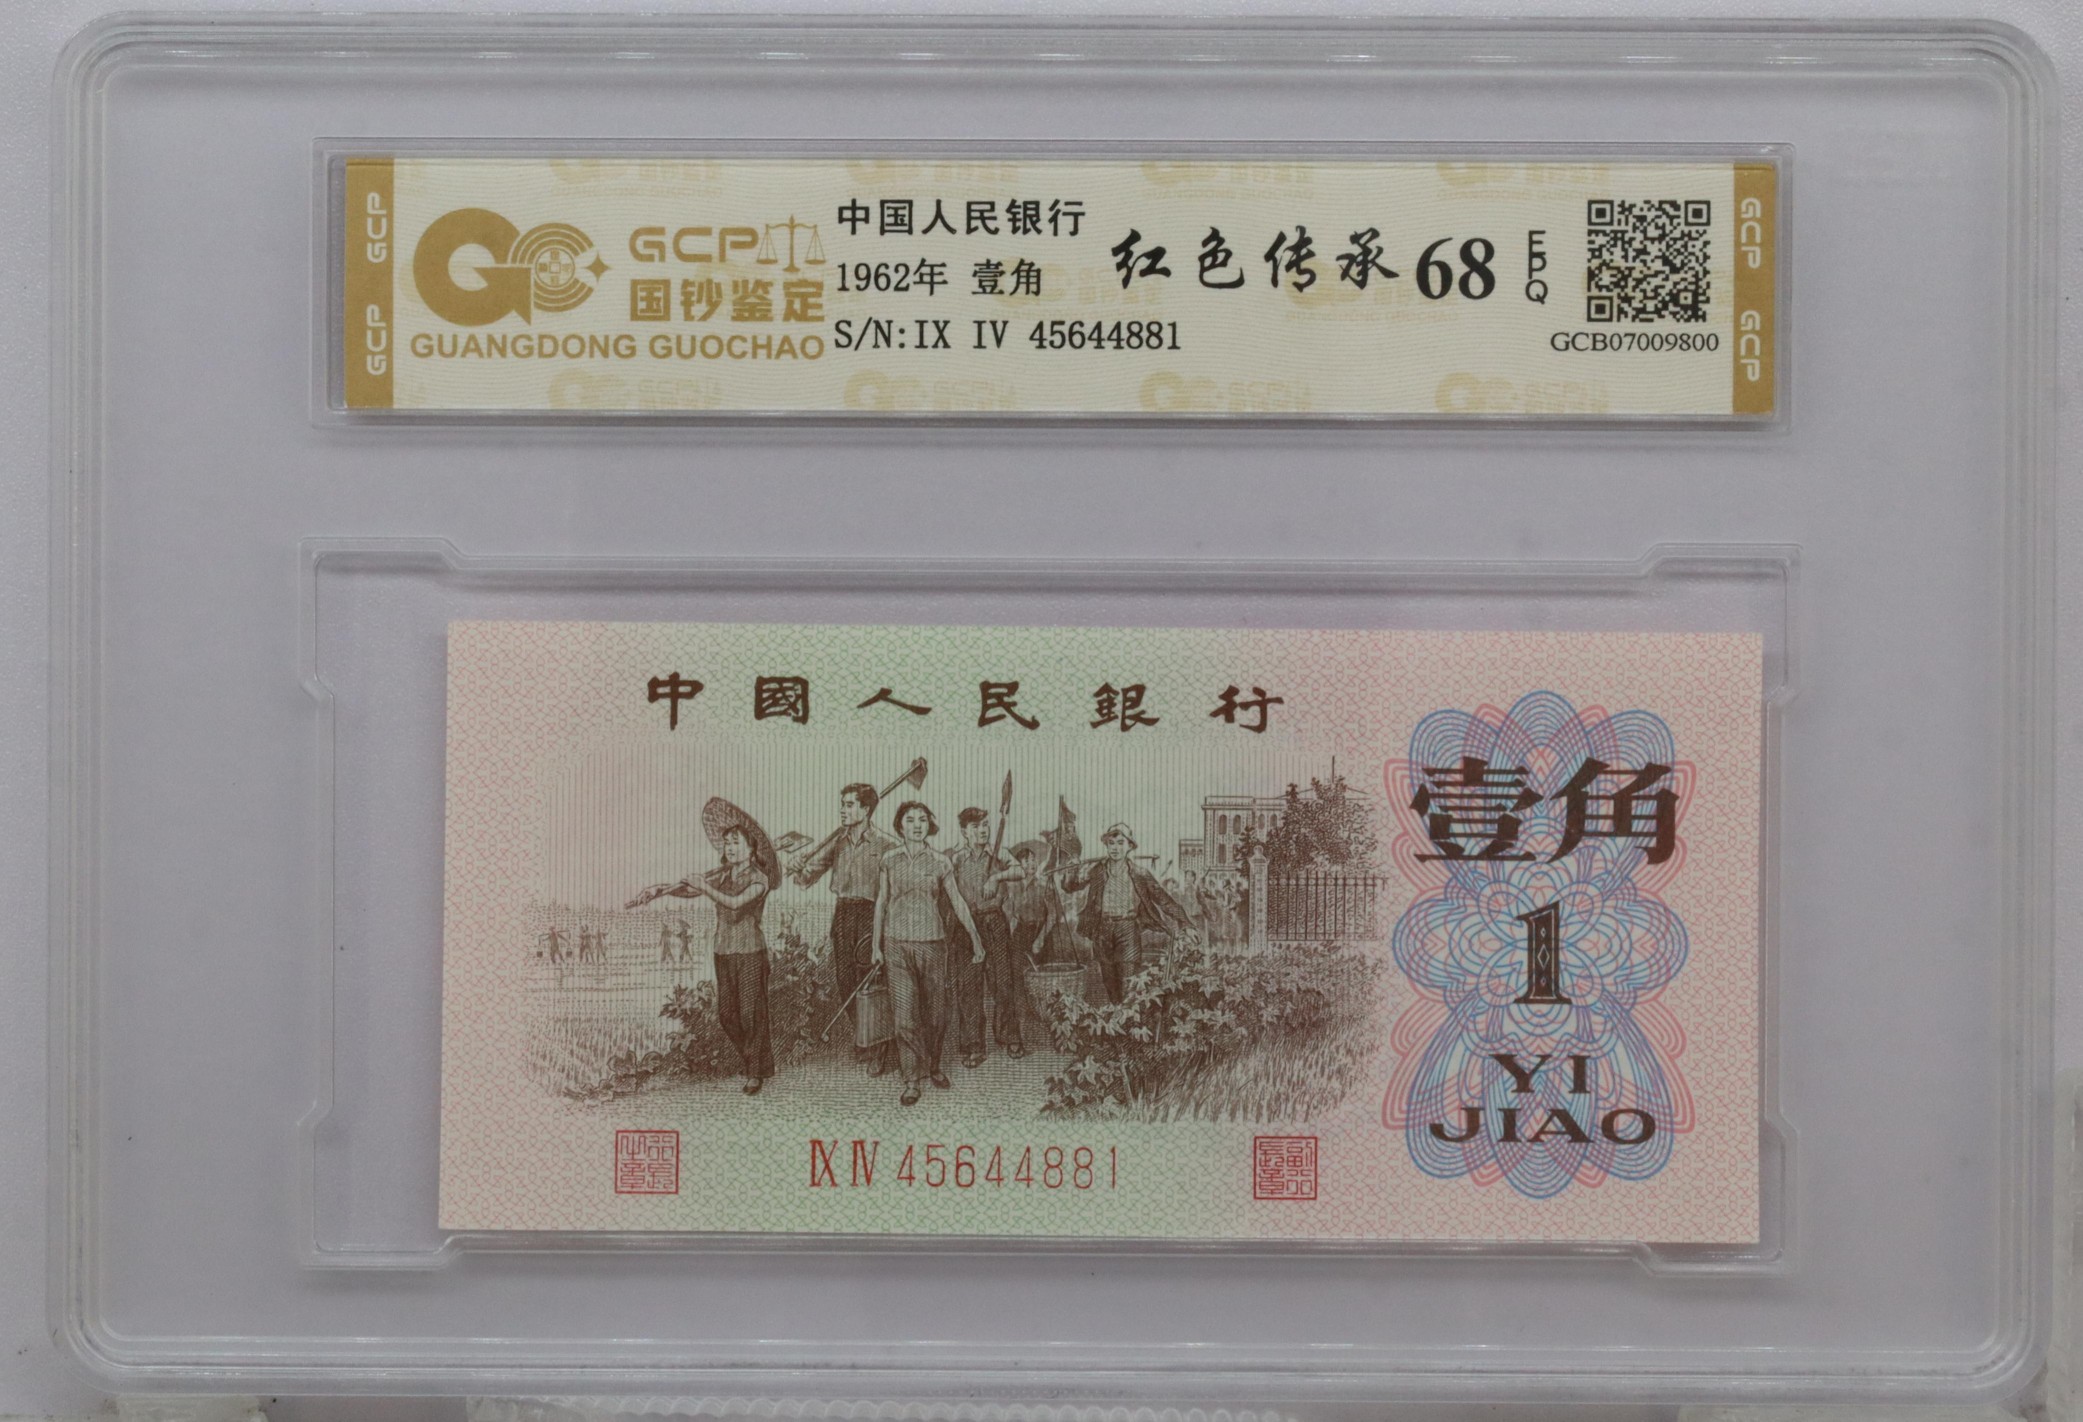 GCP
GCP
GCP
国钞鉴定
GUANGDONG GUOCHAO
中国人民银行
1962年 壹角
S/N:IX IV 45644881
红色传承
68
EPQ
GCB07009800
GCP
GCP
中國人民銀行
壹角
1
YI
JIAO
IX IV 45644881